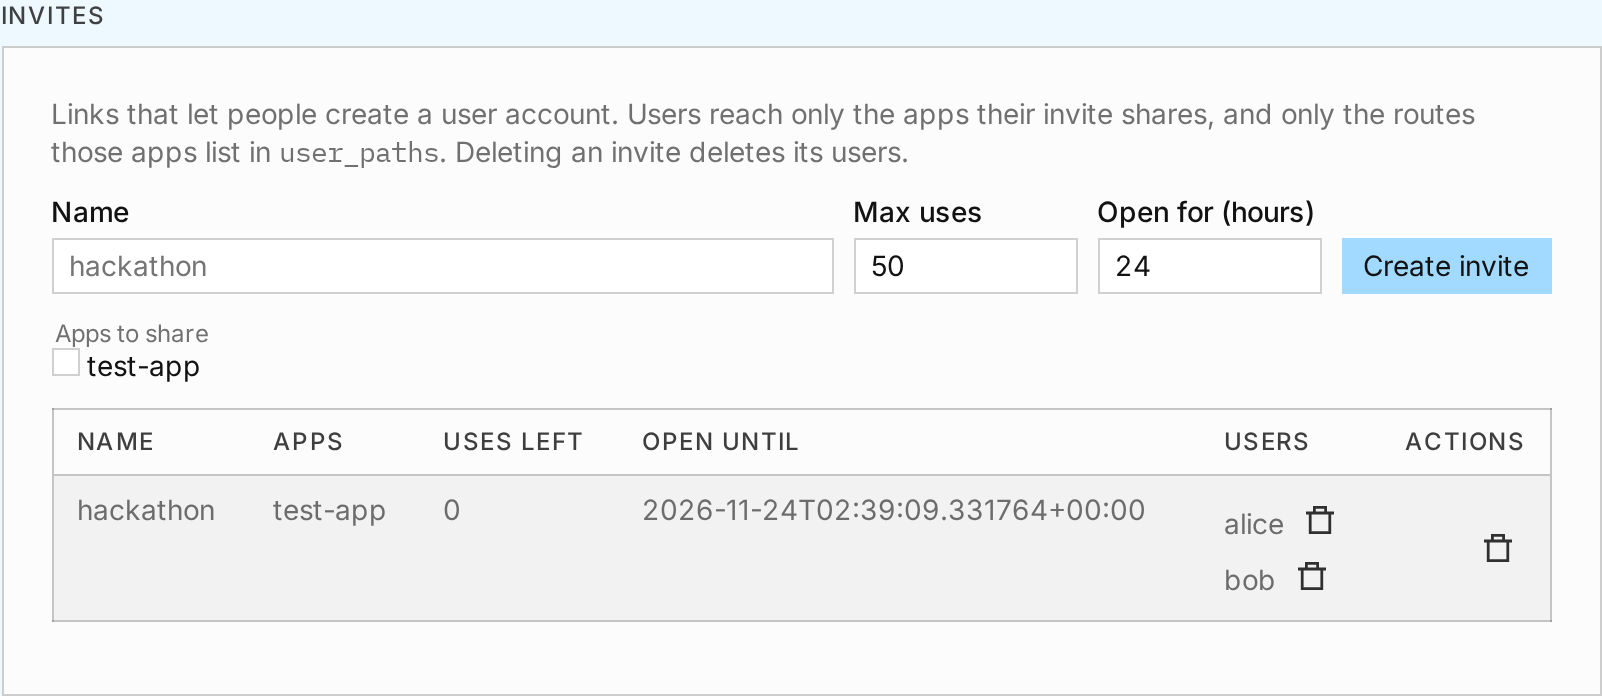 INVITES
Links that let people create a user account. Users reach only the apps their invite shares, and only the routes
those apps list in user_paths. Deleting an invite deletes its users.
Name Max uses Open for (hours)
hackathon 50 24 Create invite
Apps to share
test-app
NAME APPS USES LEFT OPEN UNTIL USERS ACTIONS
hackathon test-app 0 2026-11-24T02:39:09.331764+00:00
alice
bob